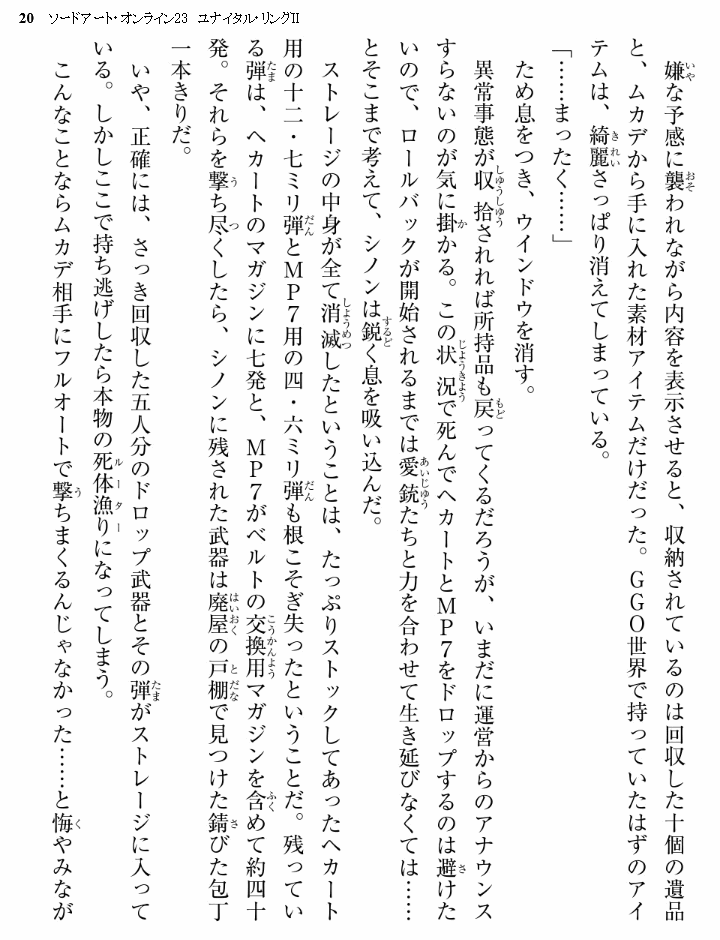 20 ソードアート・オンライン23 ユナイタル・リングII
嫌な予感に襲われながら内容を表示させると、収納されているのは回収した十個の遺品
と、ムカデから手に入れた素材アイテムだけだった。GGO世界で持っていたはずのアイ
テムは、綺麗さっぱり消えてしまっている。
「……まったく……」
ため息をつき、ウインドウを消す。
異常事態が収拾されれば所持品も戻ってくるだろうが、いまだに運営からのアナウンス
すらないのが気に掛かる。この状況で死んでヘカートとMP7をドロップするのは避けた
いので、ロールバックが開始されるまでは愛銃たちと力を合わせて生き延びなくては……
とそこまで考えて、シノンは鋭く息を吸い込んだ。
ストレージの中身が全て消滅したということは、たっぷりストックしてあったヘカート
用の十二・七ミリ弾とMP7用の四・六ミリ弾も根こそぎ失ったということだ。残ってい
る弾は、ヘカートのマガジンに七発と、MP7がベルトの交換用マガジンを含めて約四十
発。それらを撃ち尽くしたら、シノンに残された武器は廃屋の戸棚で見つけた錆びた包丁
一本きりだ。
いや、正確には、さっき回収した五人分のドロップ武器とその弾がストレージに入って
いる。しかしここで持ち逃げしたら本物の死体漁りになってしまう。
こんなことならムカデ相手にフルオートで撃ちまくるんじゃなかった……と悔やみなが